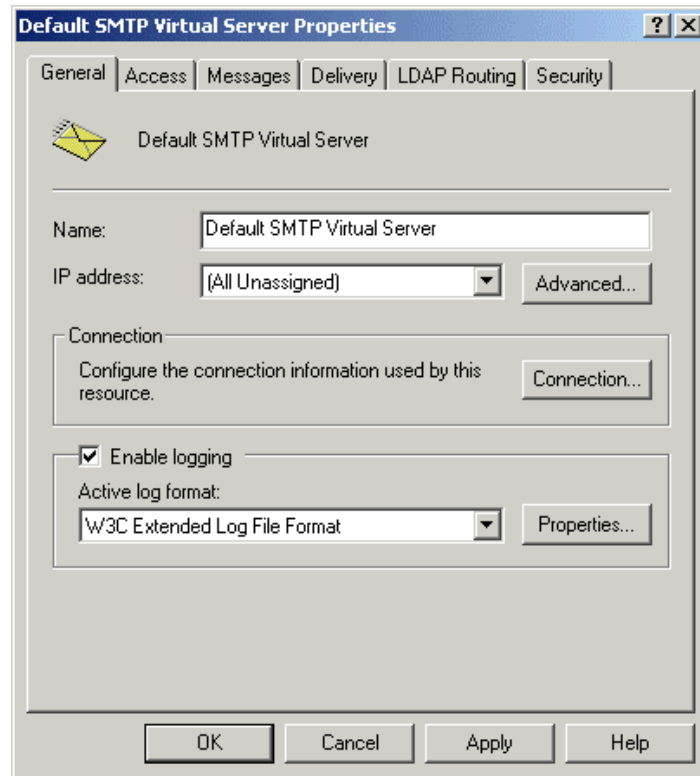 Default SMTP Virtual Server Properties
General Access Messages Delivery LDAP Routing Security
Default SMTP Virtual Server
Name: Default SMTP Virtual Server
IP address: (All Unassigned) Advanced...
Connection
Configure the connection information used by this
resource.
Connection...
Enable logging
Active log format:
W3C Extended Log File Format Properties...
OK Cancel Apply Help